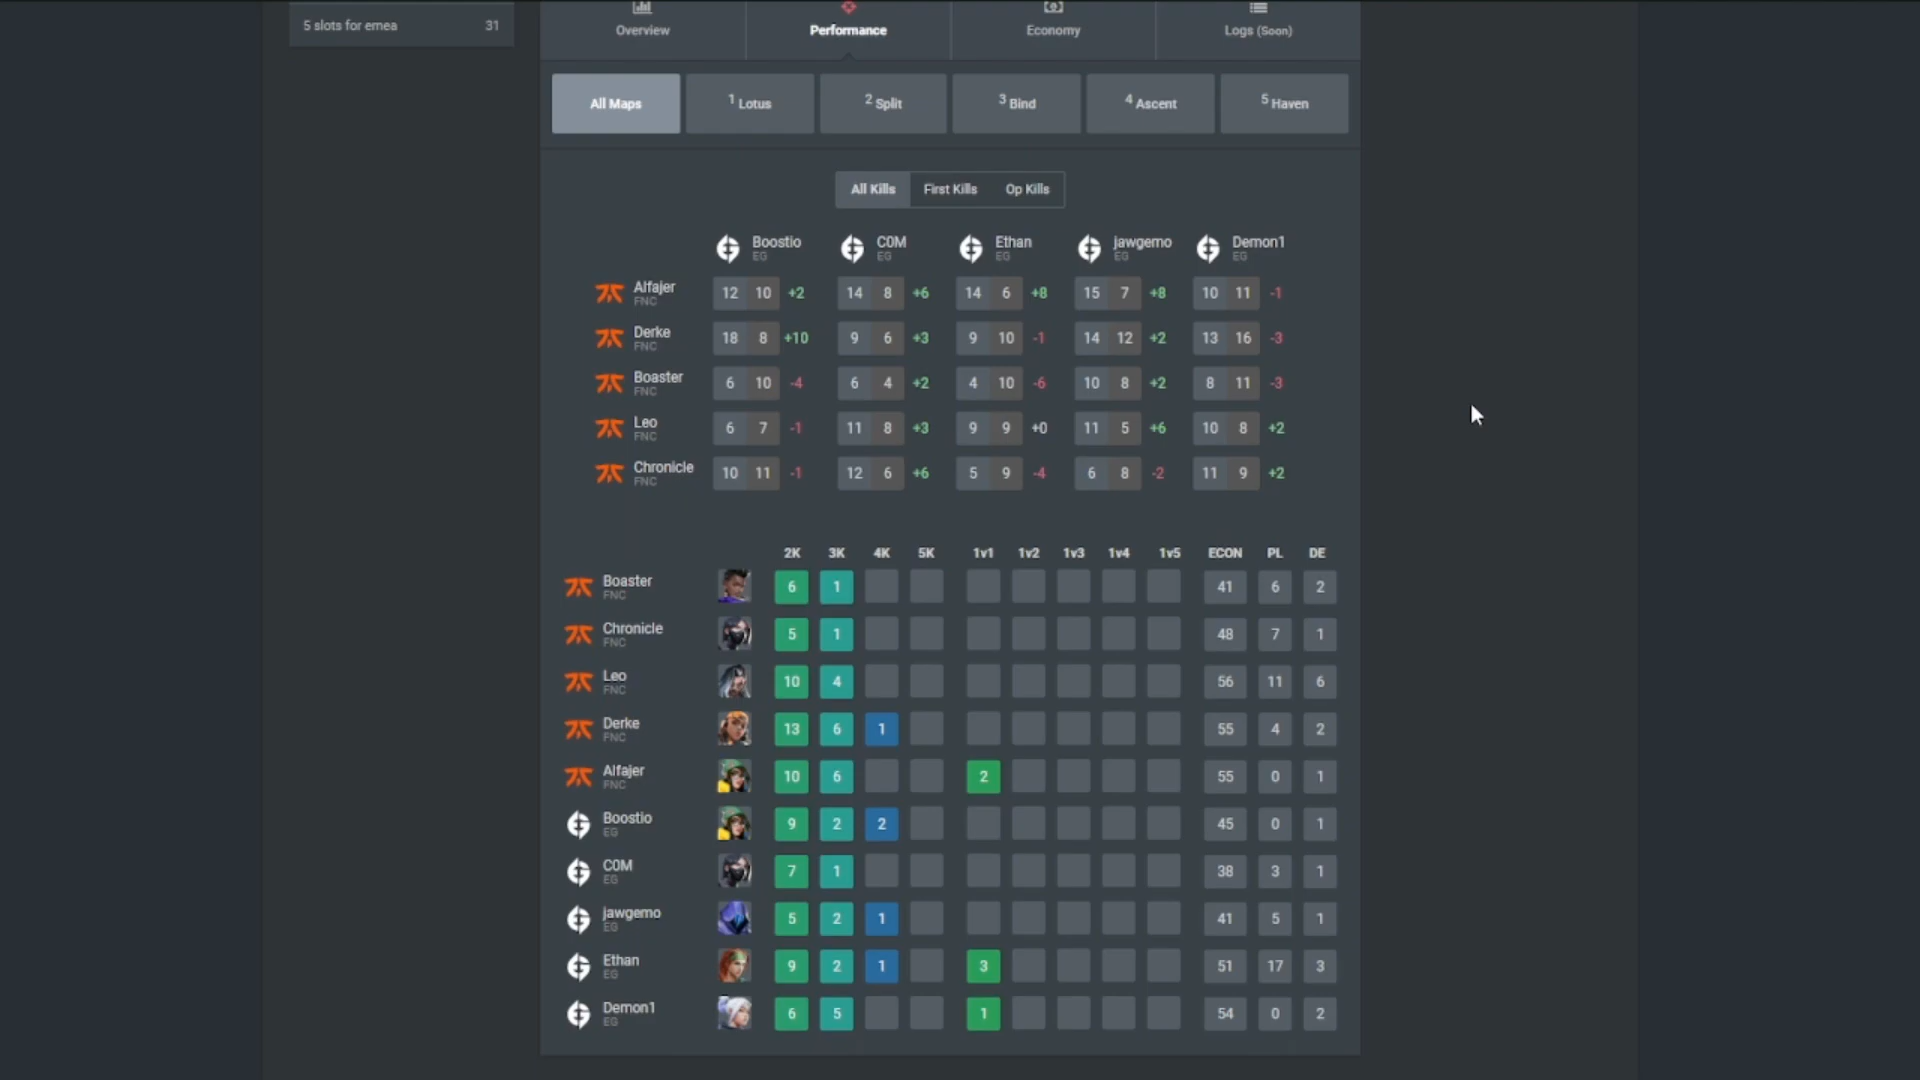 5 slots for emea 31
Overview Performance Economy Logs (Soon)
All Maps 1 Lotus 2 Split 3 Bind 4 Ascent 5 Haven
All Kills First Kills Op Kills
Boostio C0M Ethan jawgemo Demon1
EG EG EG EG EG
Alfajer 12 10 +2 14 8 +6 14 6 +8 15 7 +8 10 11 -1
FNC
Derke 18 8 +10 9 6 +3 9 10 -1 14 12 +2 13 16 -3
FNC
Boaster 6 10 -4 6 4 +2 4 10 -6 10 8 +2 8 11 -3
FNC
Leo 6 7 -1 11 8 +3 9 9 +0 11 5 +6 10 8 +2
FNC
Chronicle 10 11 -1 12 6 +6 5 9 -4 6 8 -2 11 9 +2
FNC
2K 3K 4K 5K 1v1 1v2 1v3 1v4 1v5 ECON PL DE
Boaster 6 1 41 6 2
FNC
Chronicle 5 1 48 7 1
FNC
Leo 10 4 56 11 6
FNC
Derke 13 6 1 55 4 2
FNC
Alfajer 10 6 2 55 0 1
FNC
Boostio 9 2 2 45 0 1
EG
C0M 7 1 38 3 1
EG
jawgemo 5 2 1 41 5 1
EG
Ethan 9 2 1 3 51 17 3
EG
Demon1 6 5 1 54 0 2
EG